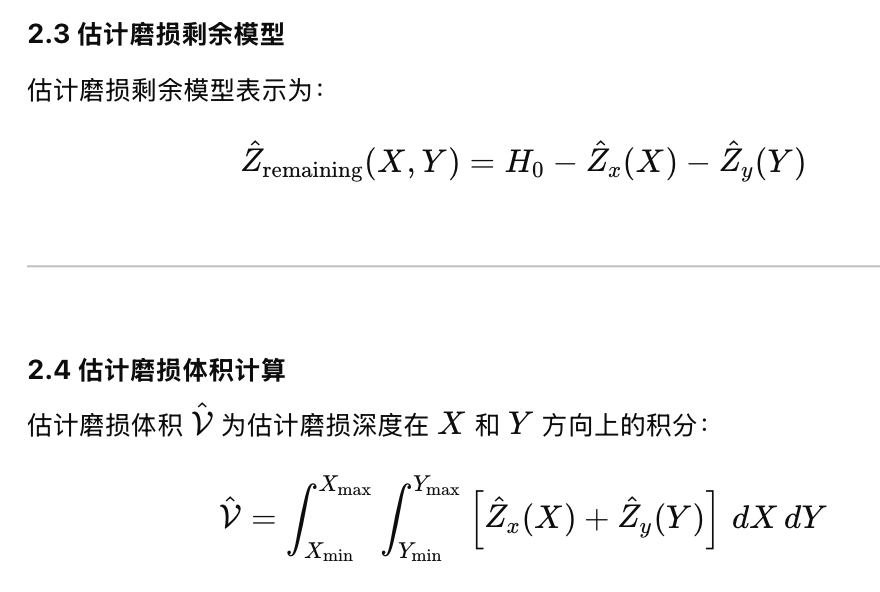 2.3 估计磨损剩余模型
估计磨损剩余模型表示为：
$\hat{Z}_{\text{remaining}}(X, Y) = H_0 - \hat{Z}_x(X) - \hat{Z}_y(Y)$
2.4 估计磨损体积计算
估计磨损体积 $\hat{\mathcal{V}}$ 为估计磨损深度在 $X$ 和 $Y$ 方向上的积分：
$\hat{\mathcal{V}} = \int_{X_{\min}}^{X_{\max}} \int_{Y_{\min}}^{Y_{\max}} \left[ \hat{Z}_x(X) + \hat{Z}_y(Y) \right] \, dX \, dY$